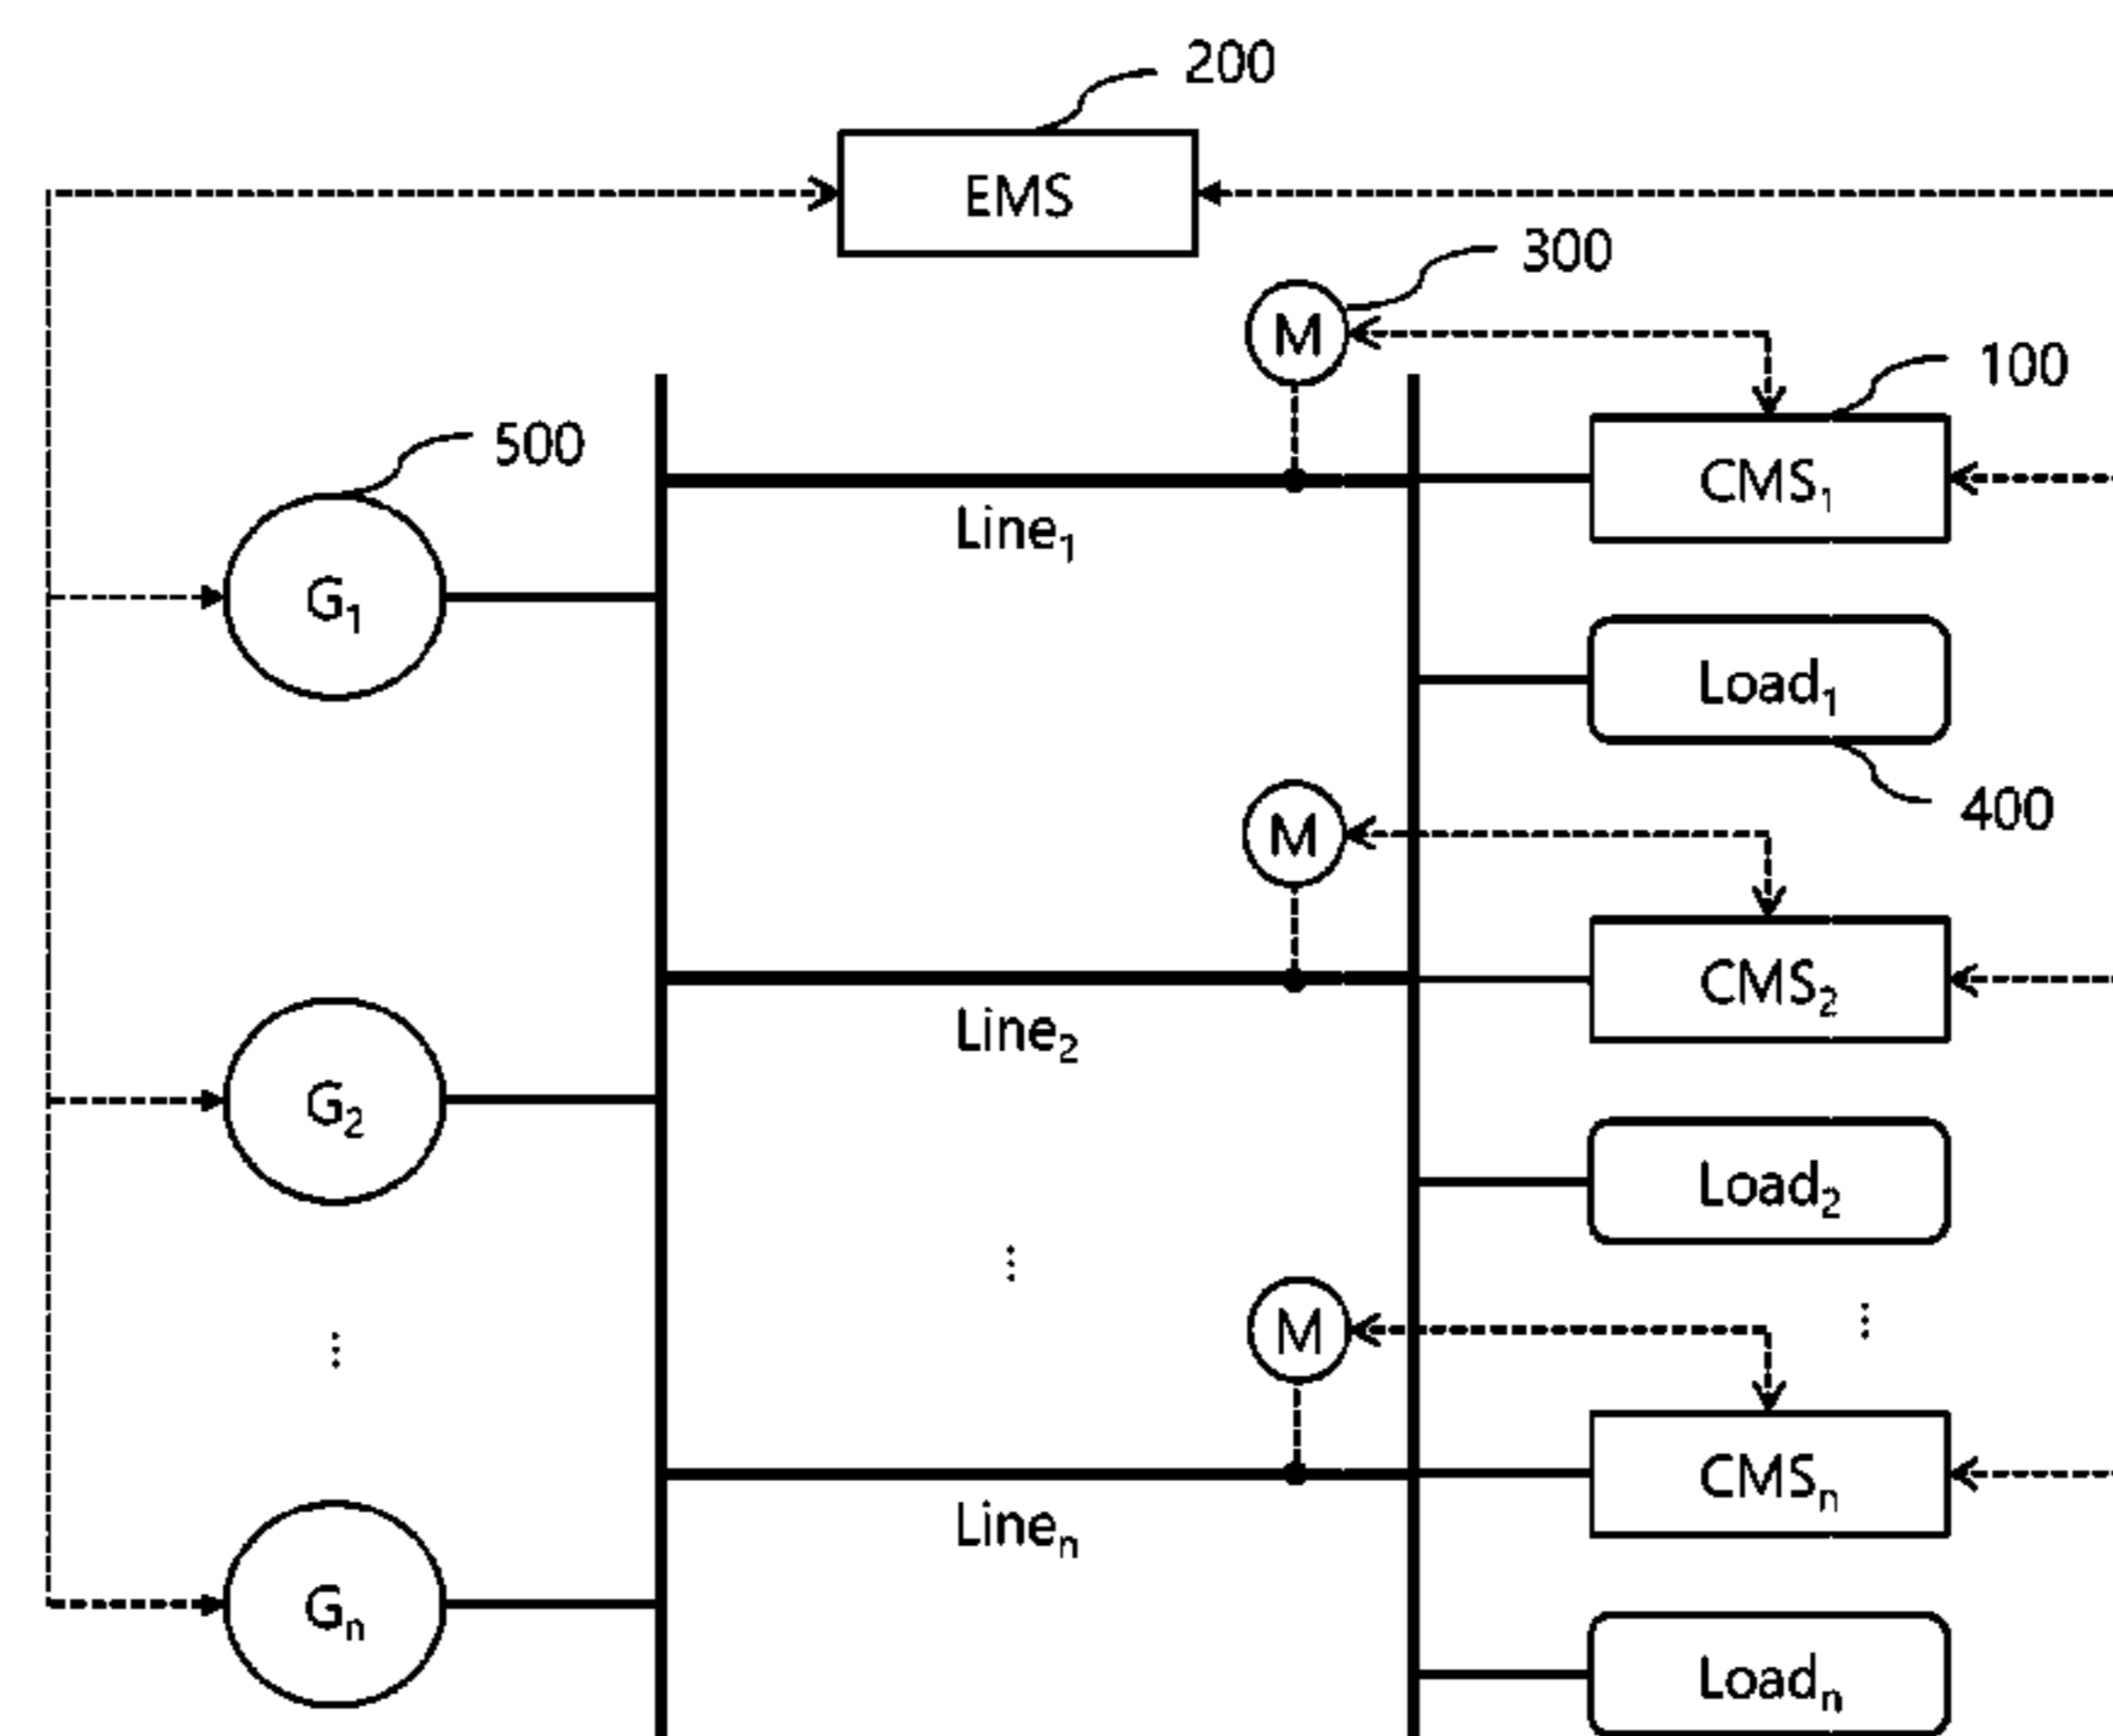 200
EMS
300
M
100
500
CMS₁
Line₁
G₁
Load₁
400
M
CMS₂
Line₂
G₂
Load₂
⋮
⋮
⋮
M
CMSₙ
Lineₙ
Gₙ
Loadₙ